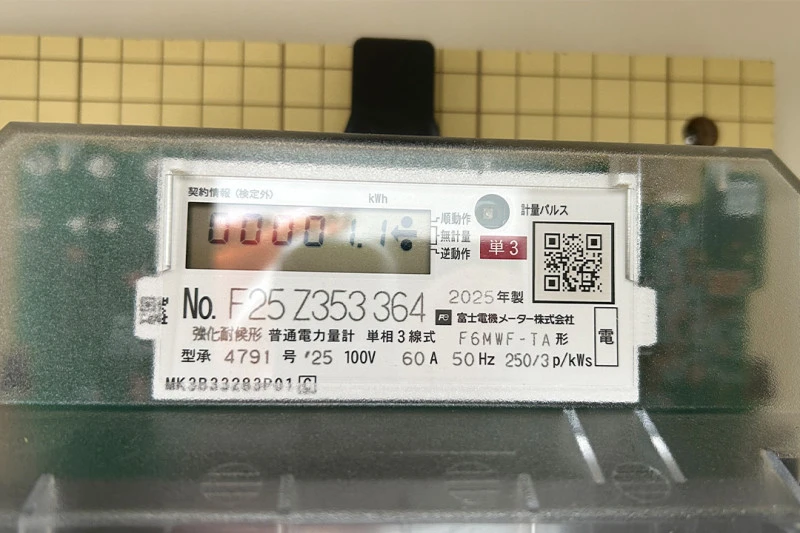 契約情報(検定外)
kWh
計量パルス
00001.1
順動作
無計量
逆動作
単3
No. F25 Z353 364
2025年製
富士電機メーター株式会社
強化耐候形 普通電力量計 単相3線式 F6MWF-TA形
電
型承 4791 号 '25 100V 60A 50Hz 250/3 p/kWs
MK3B33283P01 C